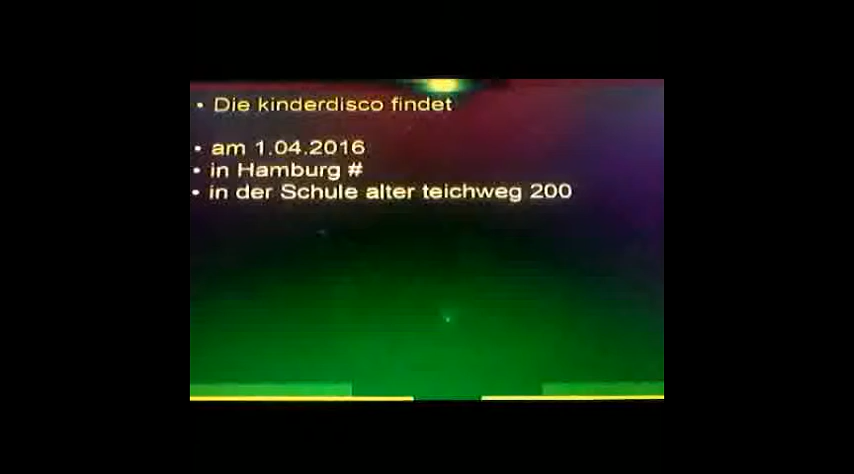 • Die kinderdisco findet
• am 1.04.2016
• in Hamburg #
• in der Schule alter teichweg 200